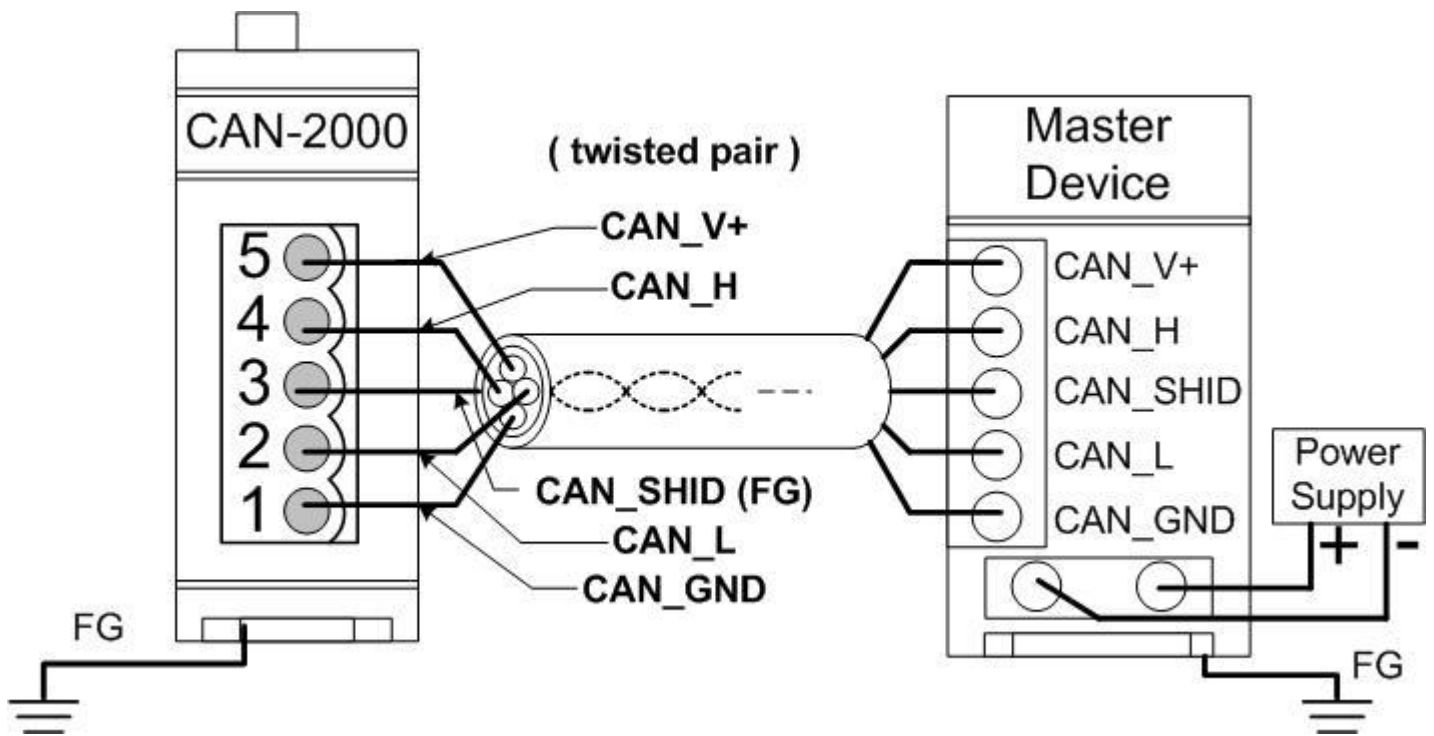 CAN-2000
( twisted pair )
5
4
3
2
1
CAN_V+
CAN_H
CAN_SHID (FG)
CAN_L
CAN_GND
FG
Master
Device
CAN_V+
CAN_H
CAN_SHID
CAN_L
CAN_GND
Power
Supply
+ -
FG